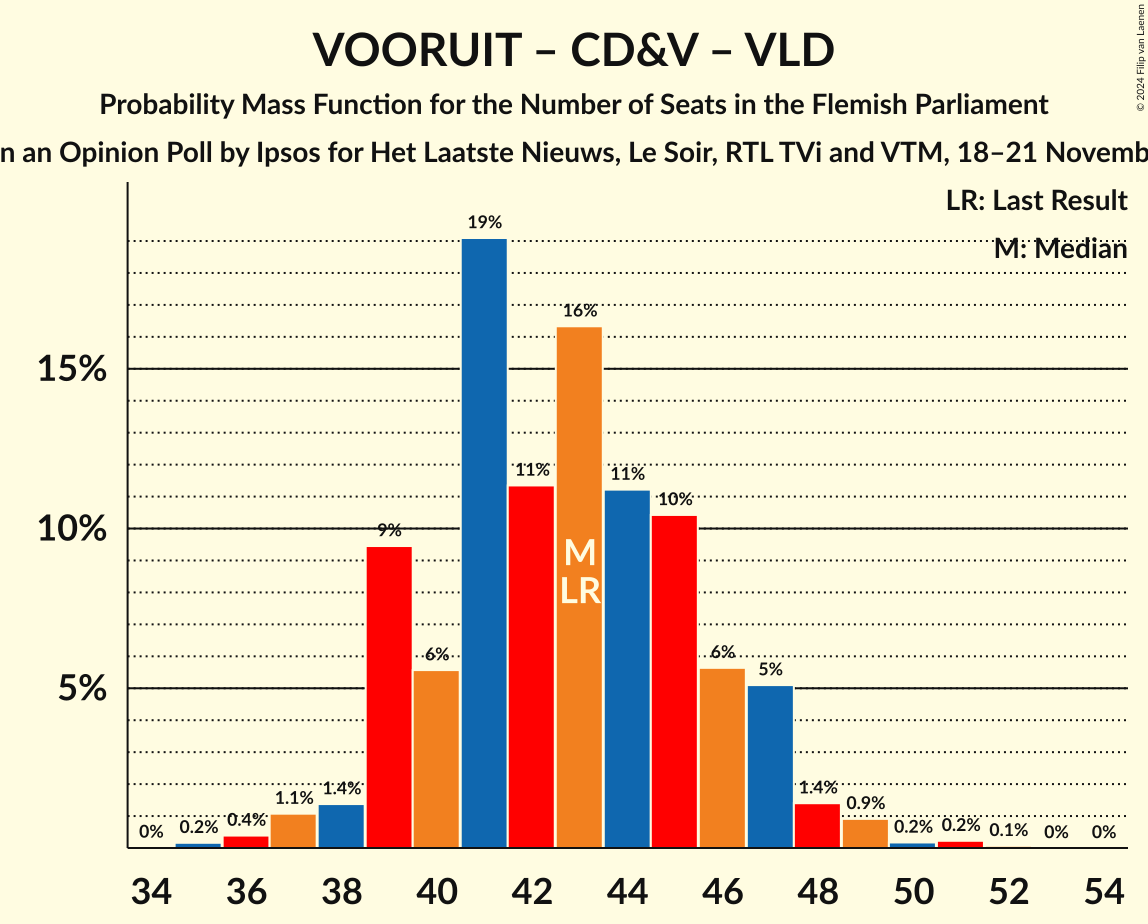 VOORUIT – CD&V – VLD
Probability Mass Function for the Number of Seats in the Flemish Parliament
an Opinion Poll by Ipsos for Het Laatste Nieuws, Le Soir, RTL TVi and VTM, 18–21
© 2024 Filip van Laenen
LR: Last Result
M: Median
15%
10%
5%
0%
0.2%
0.4%
1.1%
1.4%
9%
6%
19%
11%
16%
11%
10%
6%
5%
1.4%
0.9%
0.2%
0.2%
0.1%
0%
0%
M
LR
34 36 38 40 42 44 46 48 50 52 54